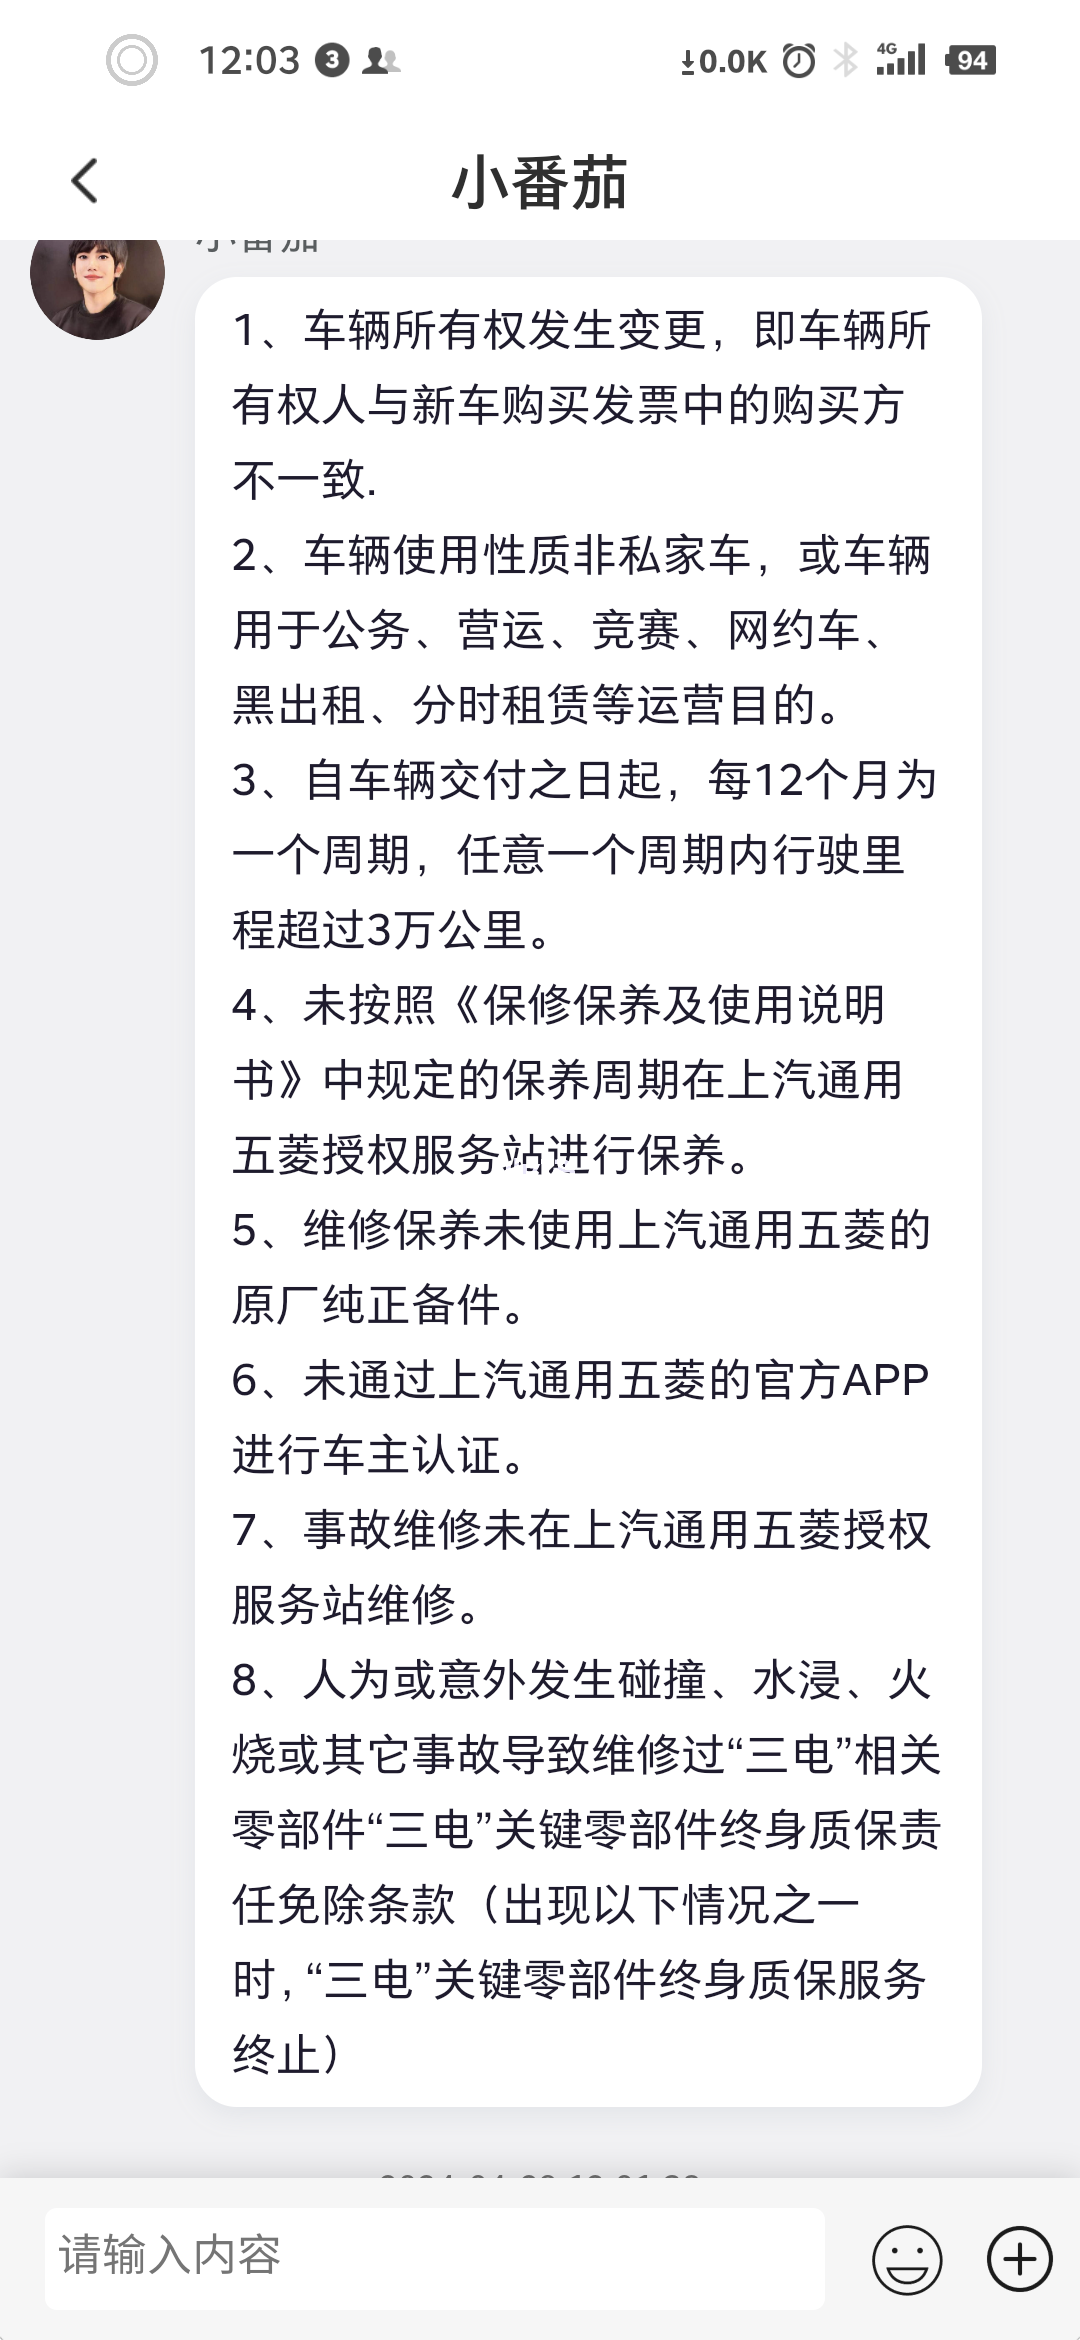 12:03 3 0.0K 4G 94
小番茄
小番茄
1、车辆所有权发生变更，即车辆所
有权人与新车购买发票中的购买方
不一致.
2、车辆使用性质非私家车，或车辆
用于公务、营运、竞赛、网约车、
黑出租、分时租赁等运营目的。
3、自车辆交付之日起，每12个月为
一个周期，任意一个周期内行驶里
程超过3万公里。
4、未按照《保修保养及使用说明
书》中规定的保养周期在上汽通用
五菱授权服务站进行保养。
5、维修保养未使用上汽通用五菱的
原厂纯正备件。
6、未通过上汽通用五菱的官方APP
进行车主认证。
7、事故维修未在上汽通用五菱授权
服务站维修。
8、人为或意外发生碰撞、水浸、火
烧或其它事故导致维修过“三电”相关
零部件“三电”关键零部件终身质保责
任免除条款（出现以下情况之一
时，“三电”关键零部件终身质保服务
终止）
请输入内容